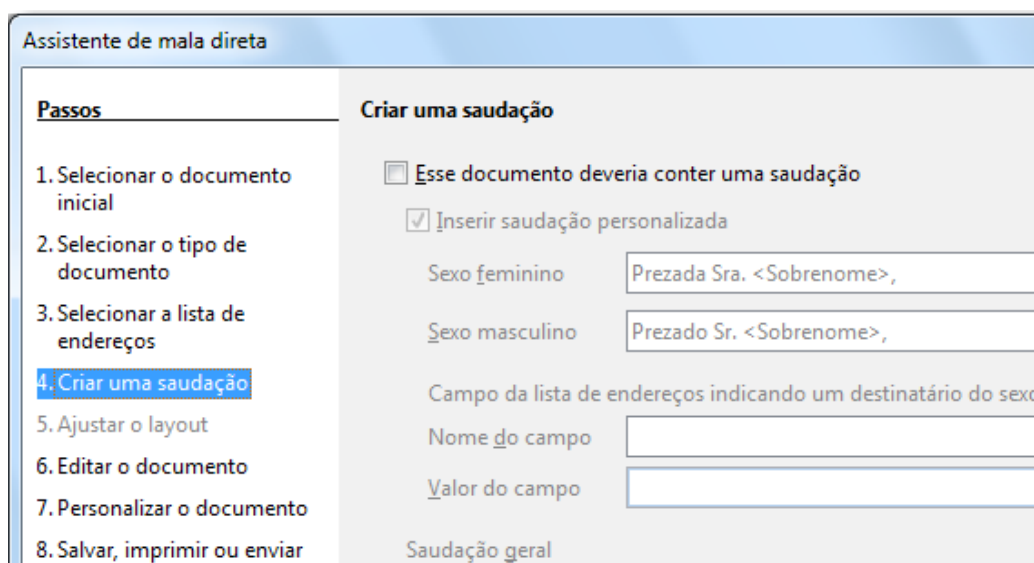 Assistente de mala direta
Passos
1. Selecionar o documento
inicial
2. Selecionar o tipo de
documento
3. Selecionar a lista de
endereços
4. Criar uma saudação
5. Ajustar o layout
6. Editar o documento
7. Personalizar o documento
8. Salvar, imprimir ou enviar
Criar uma saudação
Esse documento deveria conter uma saudação
Inserir saudação personalizada
Sexo feminino
Prezada Sra. <Sobrenome>,
Sexo masculino
Prezado Sr. <Sobrenome>,
Campo da lista de endereços indicando um destinatário do sexo
Nome do campo
Valor do campo
Saudação geral